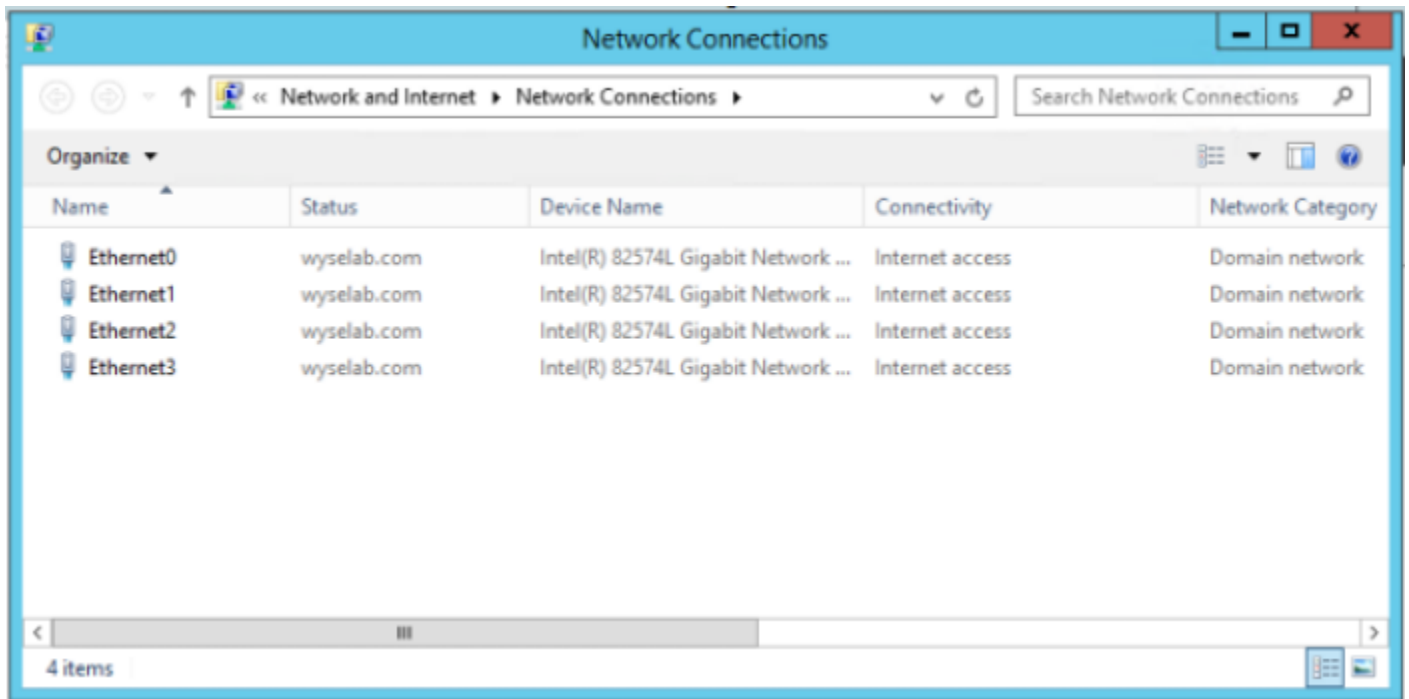 Network Connections
« Network and Internet Network Connections Search Network Connections
Organize
Name Status Device Name Connectivity Network Category
Ethernet0 wyselab.com Intel(R) 82574L Gigabit Network ... Internet access Domain network
Ethernet1 wyselab.com Intel(R) 82574L Gigabit Network ... Internet access Domain network
Ethernet2 wyselab.com Intel(R) 82574L Gigabit Network ... Internet access Domain network
Ethernet3 wyselab.com Intel(R) 82574L Gigabit Network ... Internet access Domain network
4 items